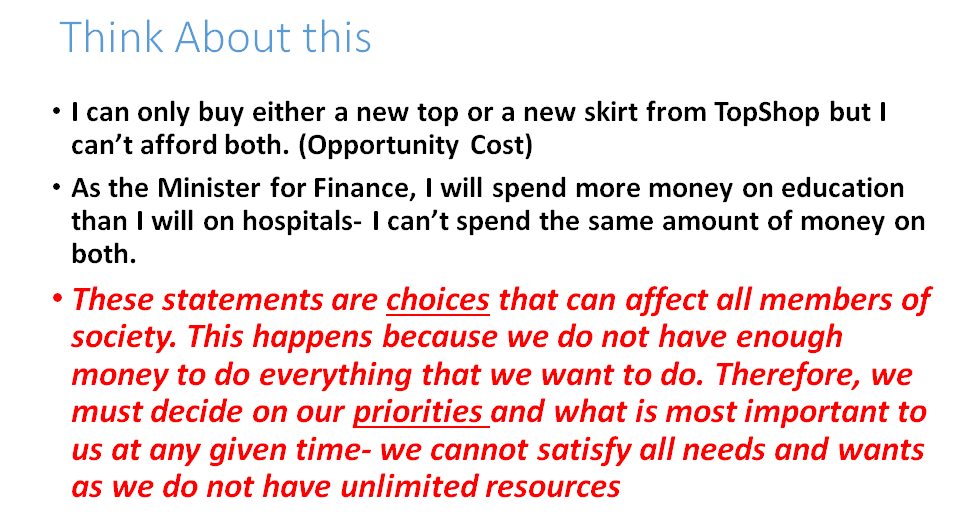 Think About this
• I can only buy either a new top or a new skirt from TopShop but I
can’t afford both. (Opportunity Cost)
• As the Minister for Finance, I will spend more money on education
than I will on hospitals- I can’t spend the same amount of money on
both.
• These statements are choices that can affect all members of
society. This happens because we do not have enough
money to do everything that we want to do. Therefore, we
must decide on our priorities and what is most important to
us at any given time- we cannot satisfy all needs and wants
as we do not have unlimited resources